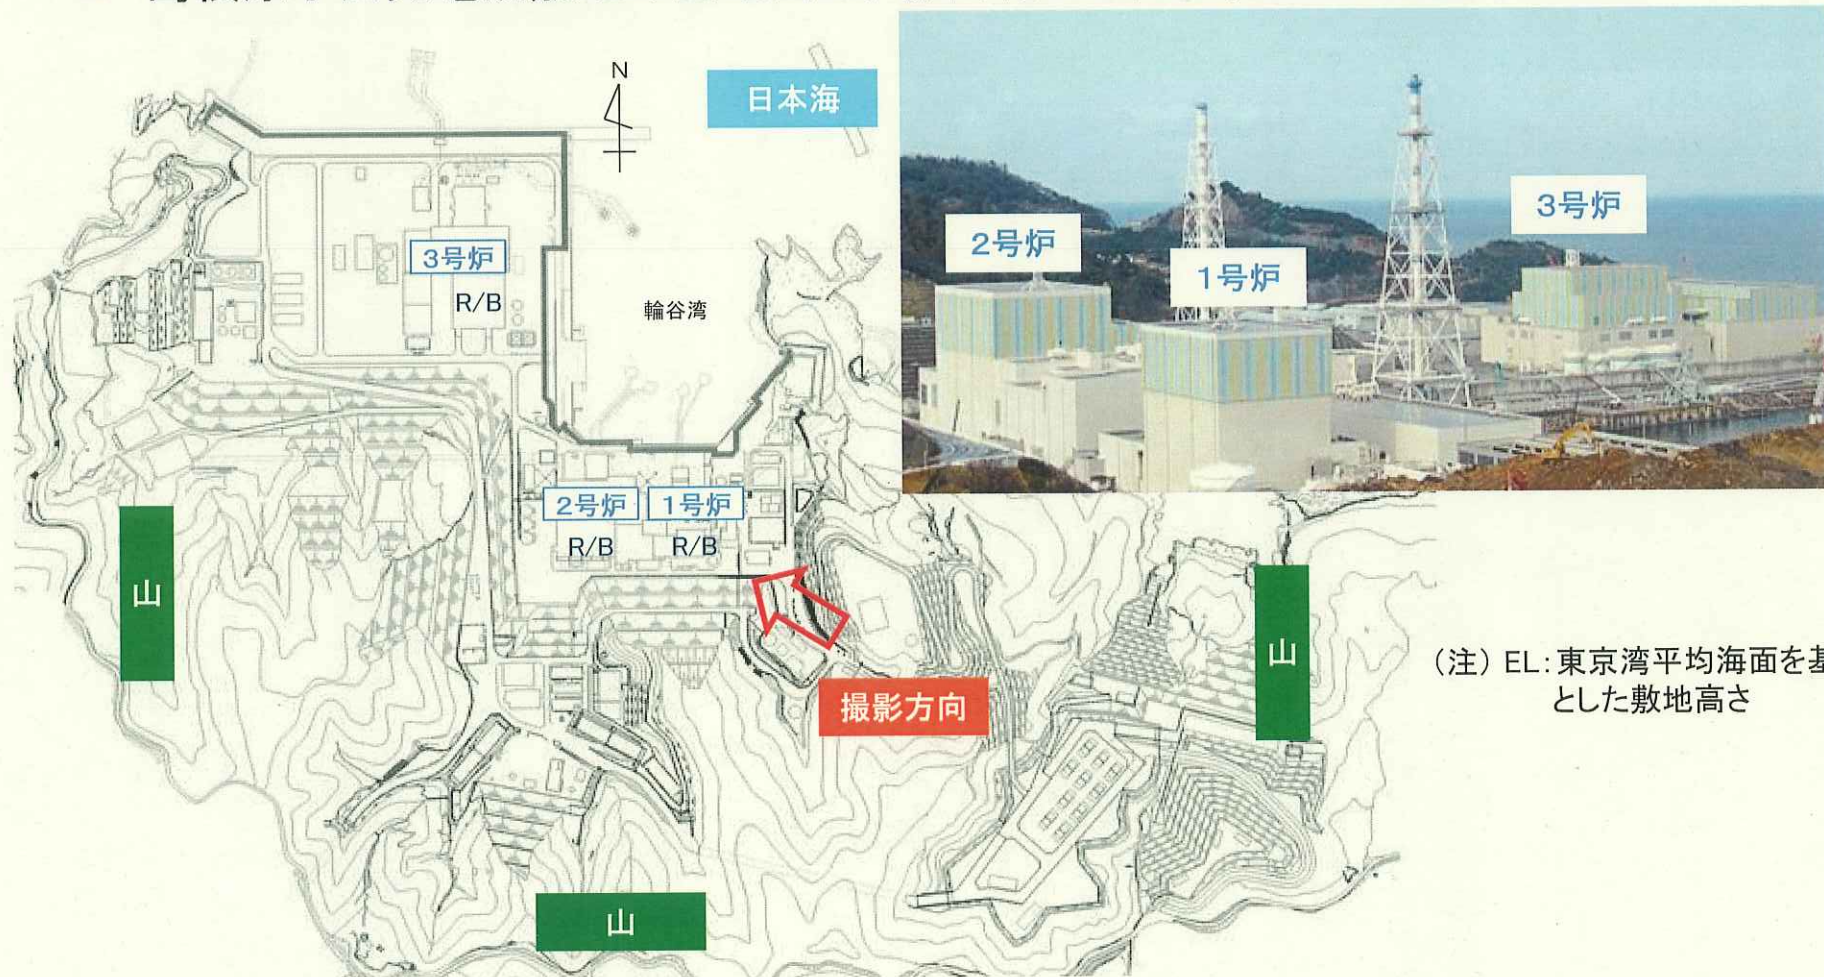 N
日本海
3号炉
2号炉
1号炉
3号炉
R/B
輪谷湾
2号炉
1号炉
R/B
R/B
山
山
(注) EL:東京湾平均海面を基
とした敷地高さ
撮影方向
山